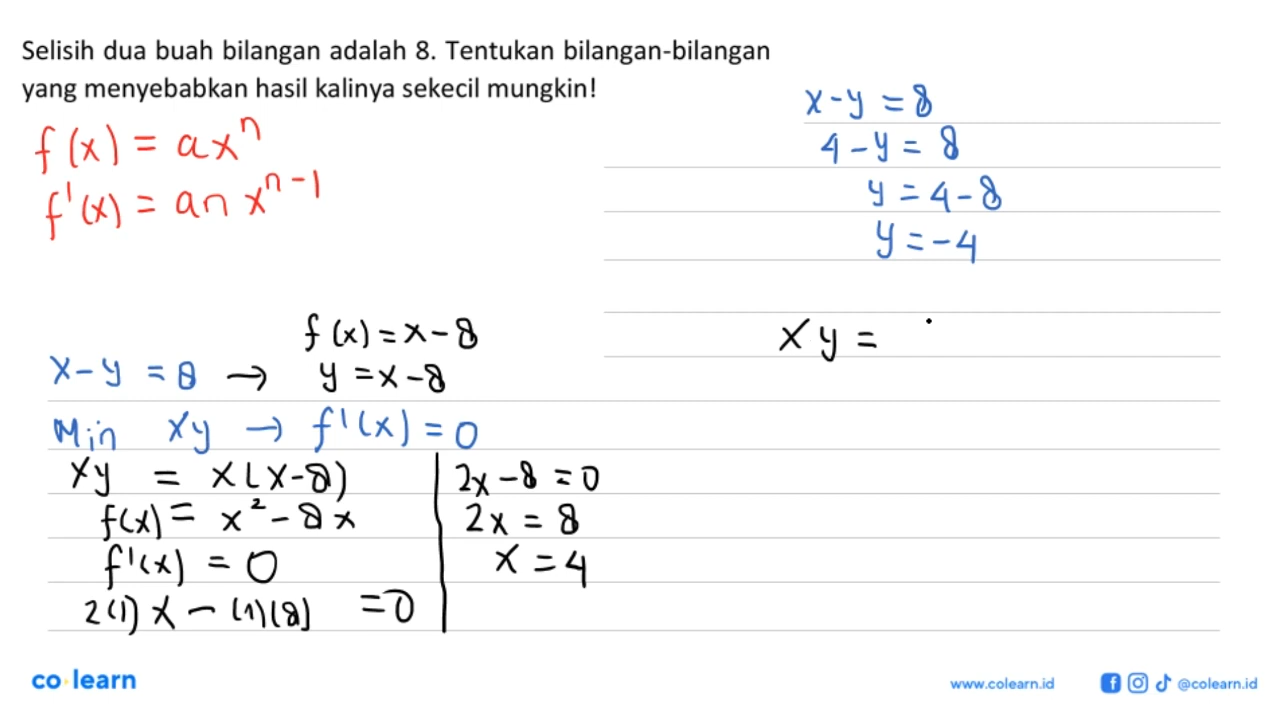 Selisih dua buah bilangan adalah 8. Tentukan bilangan-bilangan
yang menyebabkan hasil kalinya sekecil mungkin!
f(x) = ax^n
f'(x) = an x^{n-1}
f(x) = x - 8
x - y = 8 → y = x - 8
Min xy → f'(x) = 0
xy = x(x-8)
f(x) = x² - 8x
f'(x) = 0
2(1)x - (1)(8) = 0
2x - 8 = 0
2x = 8
x = 4
x - y = 8
4 - y = 8
y = 4 - 8
y = -4
xy =
co learn
www.colearn.id
@colearn.id